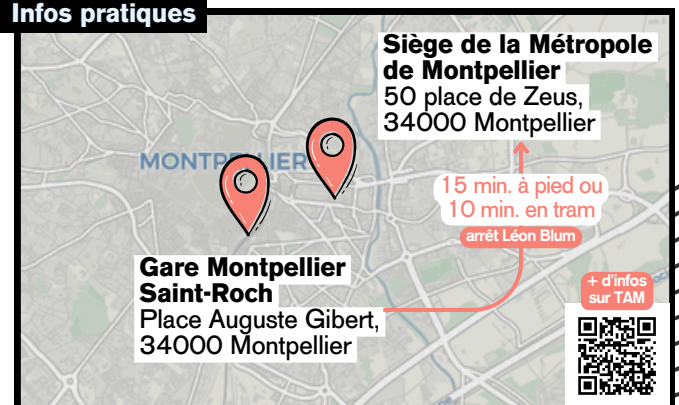 Infos pratiques
Siège de la Métropole
de Montpellier
50 place de Zeus,
34000 Montpellier
MONTPELLIER
15 min. à pied ou
10 min. en tram
arrêt Léon Blum
Gare Montpellier
Saint-Roch
Place Auguste Gibert,
34000 Montpellier
+ d'infos
sur TAM